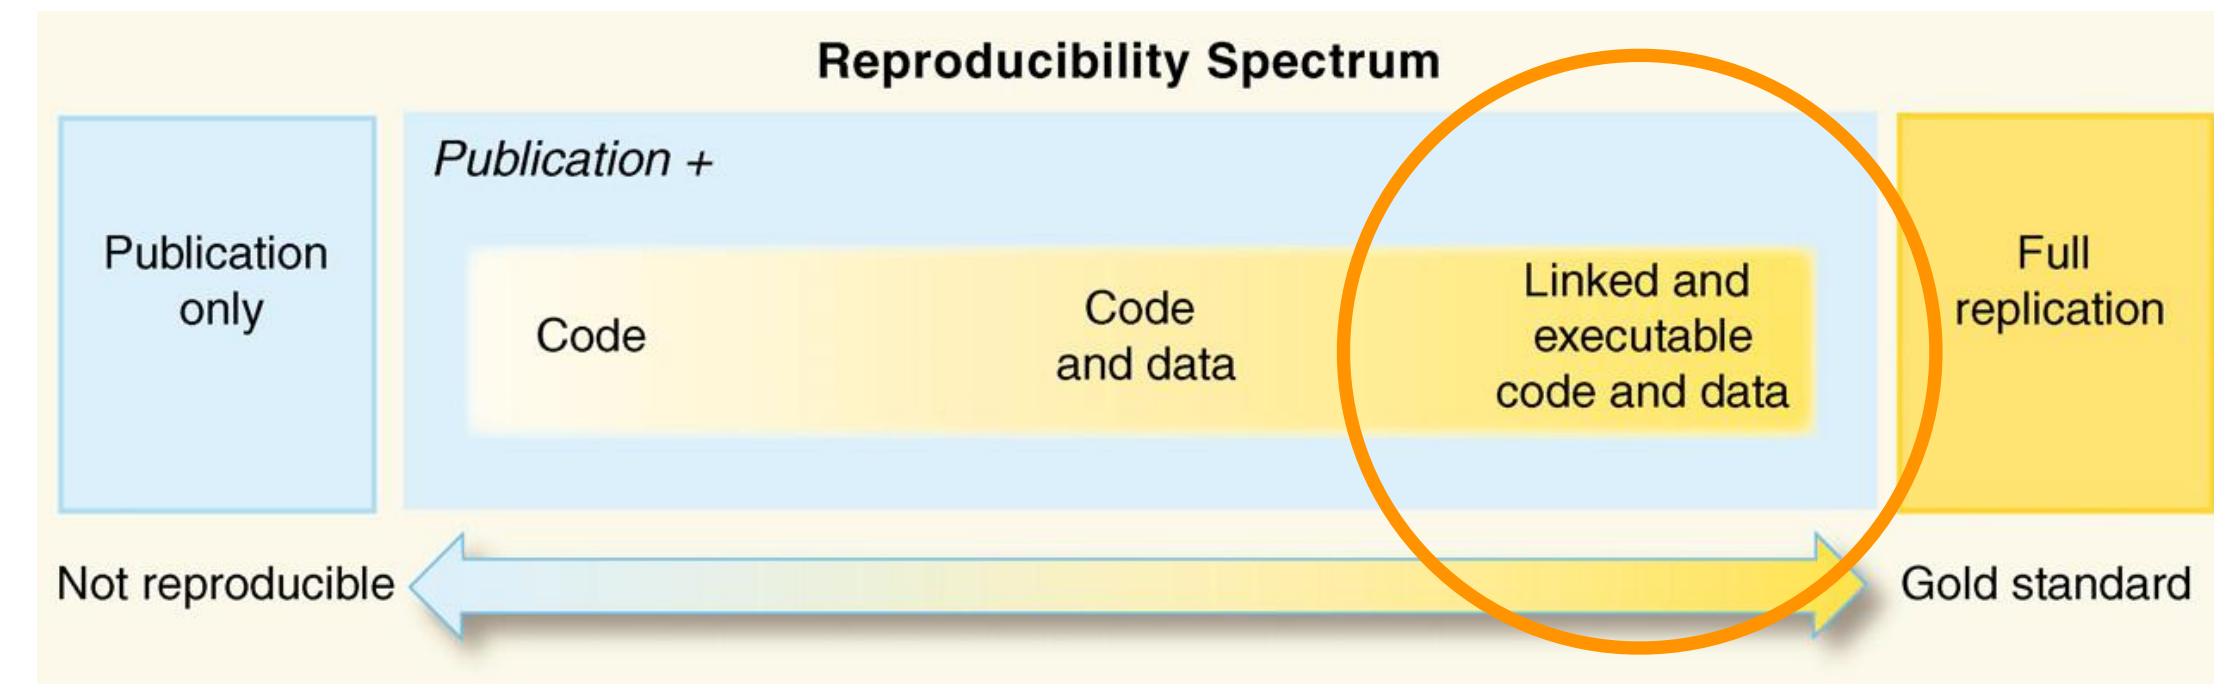 Reproducibility Spectrum
Publication
only
Publication +
Code
Code
and data
Linked and
executable
code and data
Full
replication
Not reproducible
Gold standard